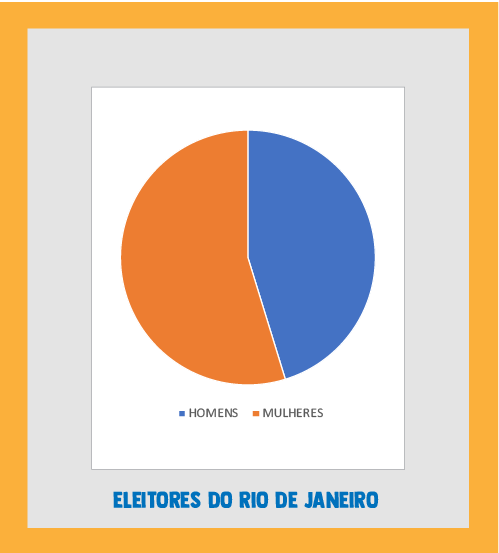 HOMENS MULHERES
ELEITORES DO RIO DE JANEIRO